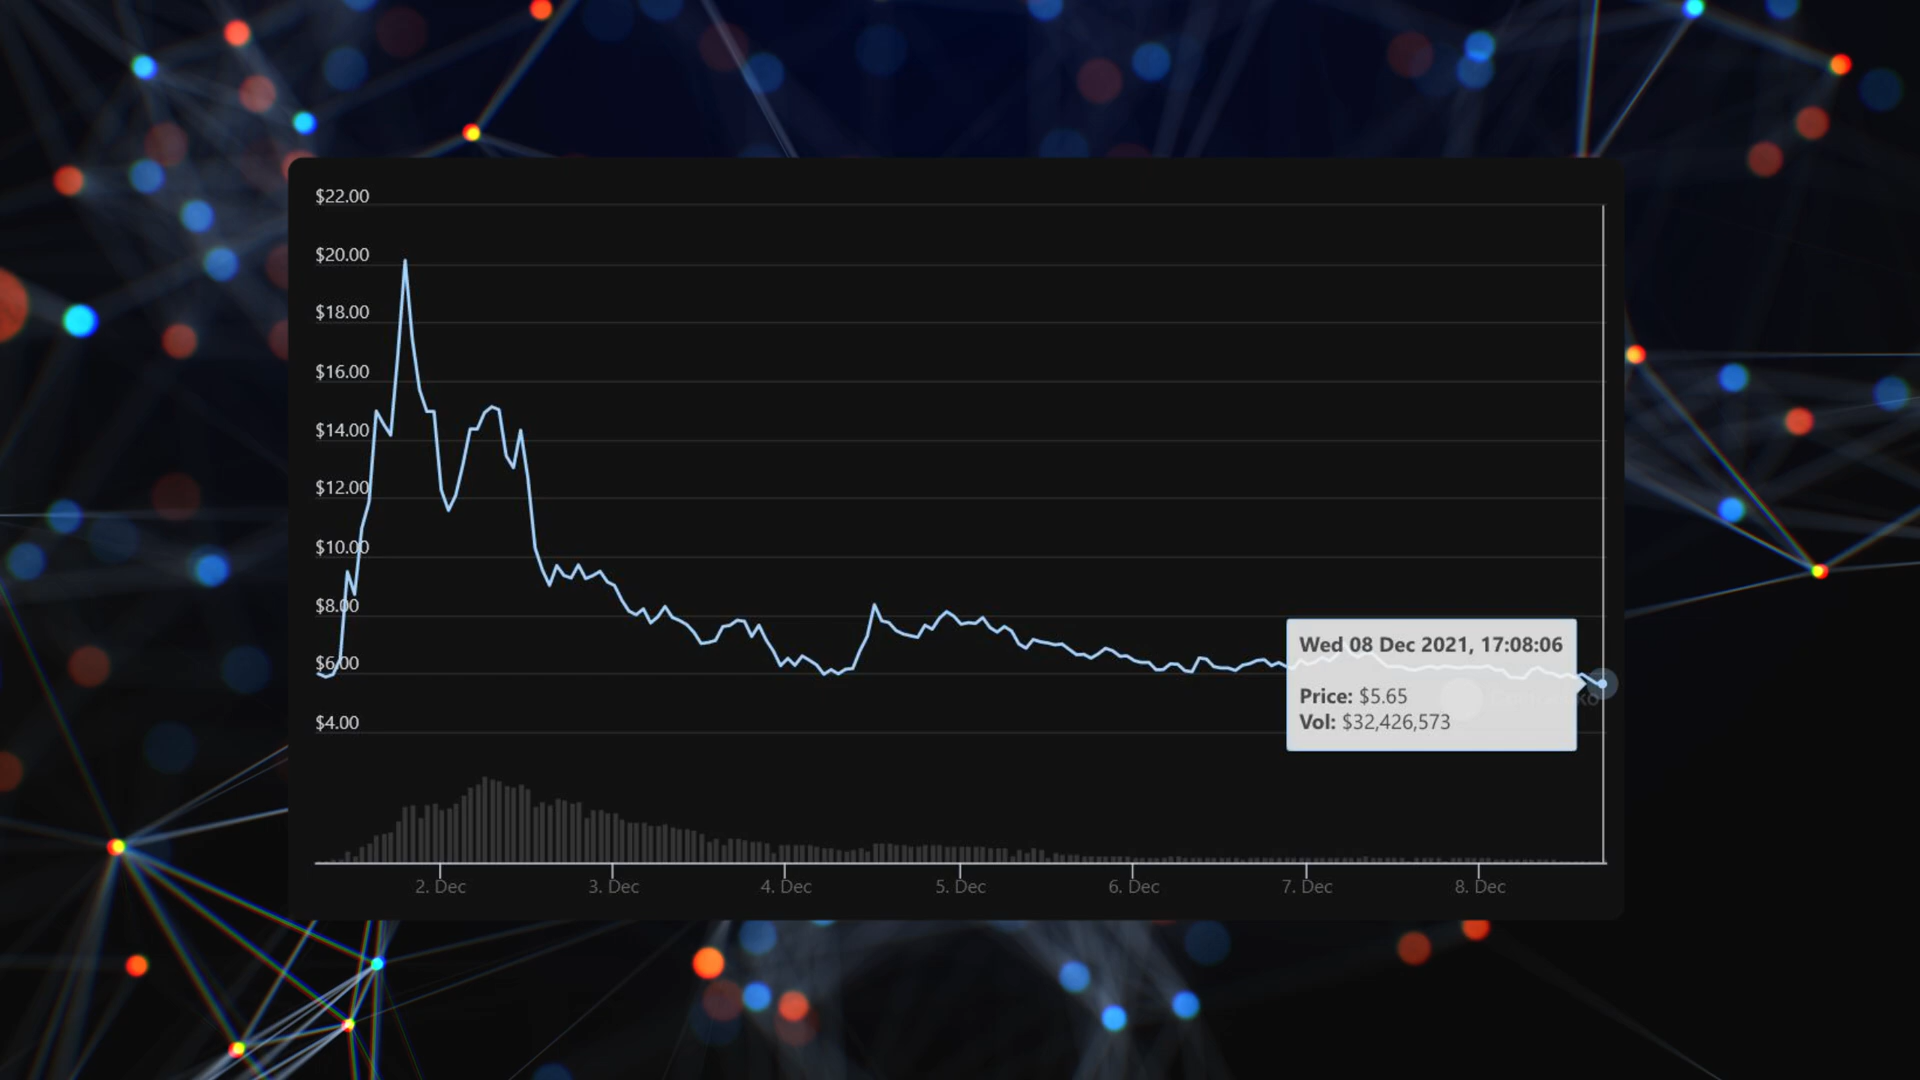 $22.00
$20.00
$18.00
$16.00
$14.00
$12.00
$10.00
$8.00
$6.00
$4.00
Wed 08 Dec 2021, 17:08:06
Price: $5.65
Vol: $32,426,573
2. Dec
3. Dec
4. Dec
5. Dec
6. Dec
7. Dec
8. Dec